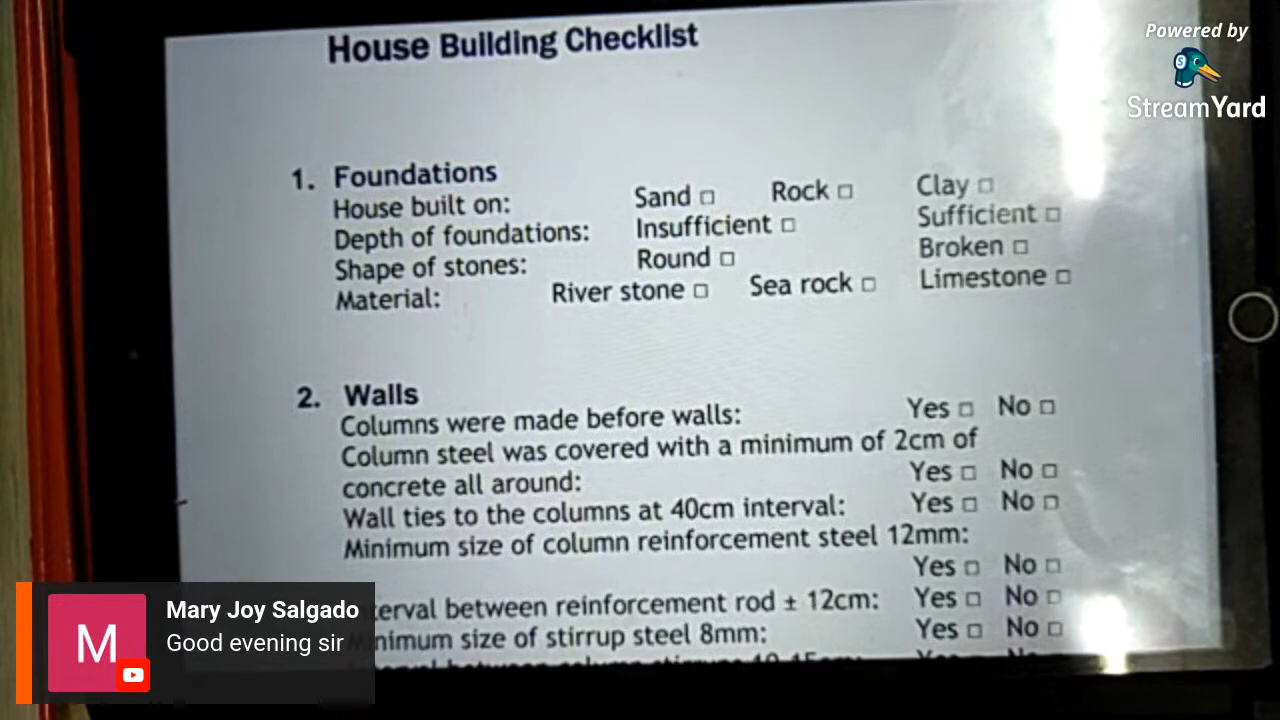 House Building Checklist
Powered by
StreamYard
1. Foundations
House built on: Sand □ Rock □ Clay □
Depth of foundations: Insufficient □ Sufficient □
Shape of stones: Round □ Broken □
Material: River stone □ Sea rock □ Limestone □
2. Walls
Columns were made before walls: Yes □ No □
Column steel was covered with a minimum of 2cm of
concrete all around: Yes □ No □
Wall ties to the columns at 40cm interval: Yes □ No □
Minimum size of column reinforcement steel 12mm:
Yes □ No □
between reinforcement rod ± 12cm: Yes □ No □
size of stirrup steel 8mm: Yes □ No □
Mary Joy Salgado
Good evening sir
M